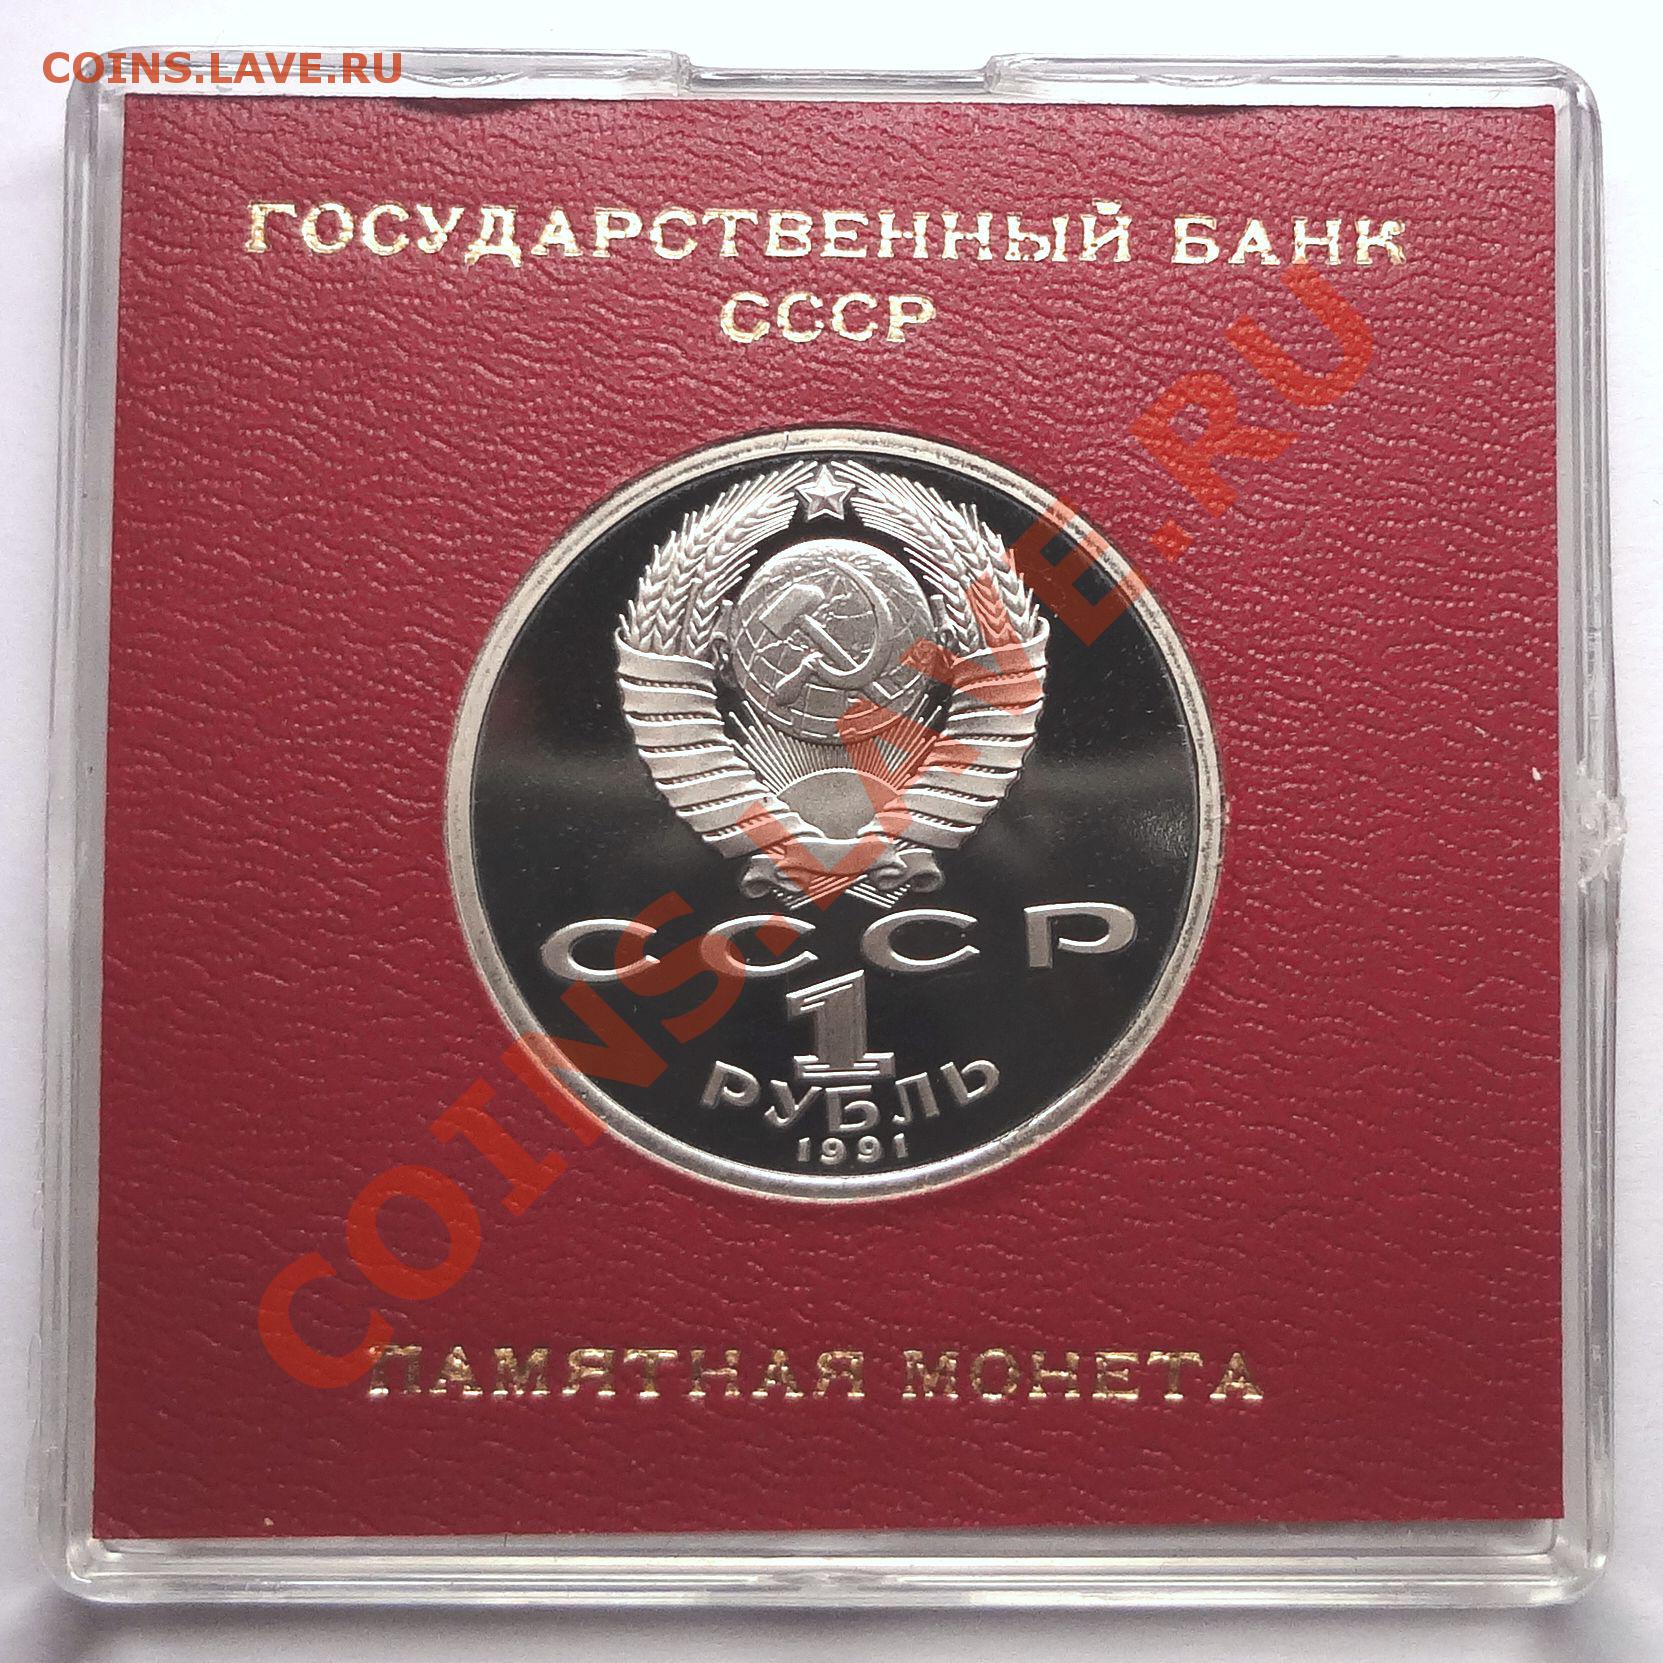 COINS.LAVE.RU
ГОСУДАРСТВЕННЫЙ БАНК
СССР
СССР
1
РУБЛЬ
1991
ПАМЯТНАЯ МОНЕТА
COINS.LAVE.RU